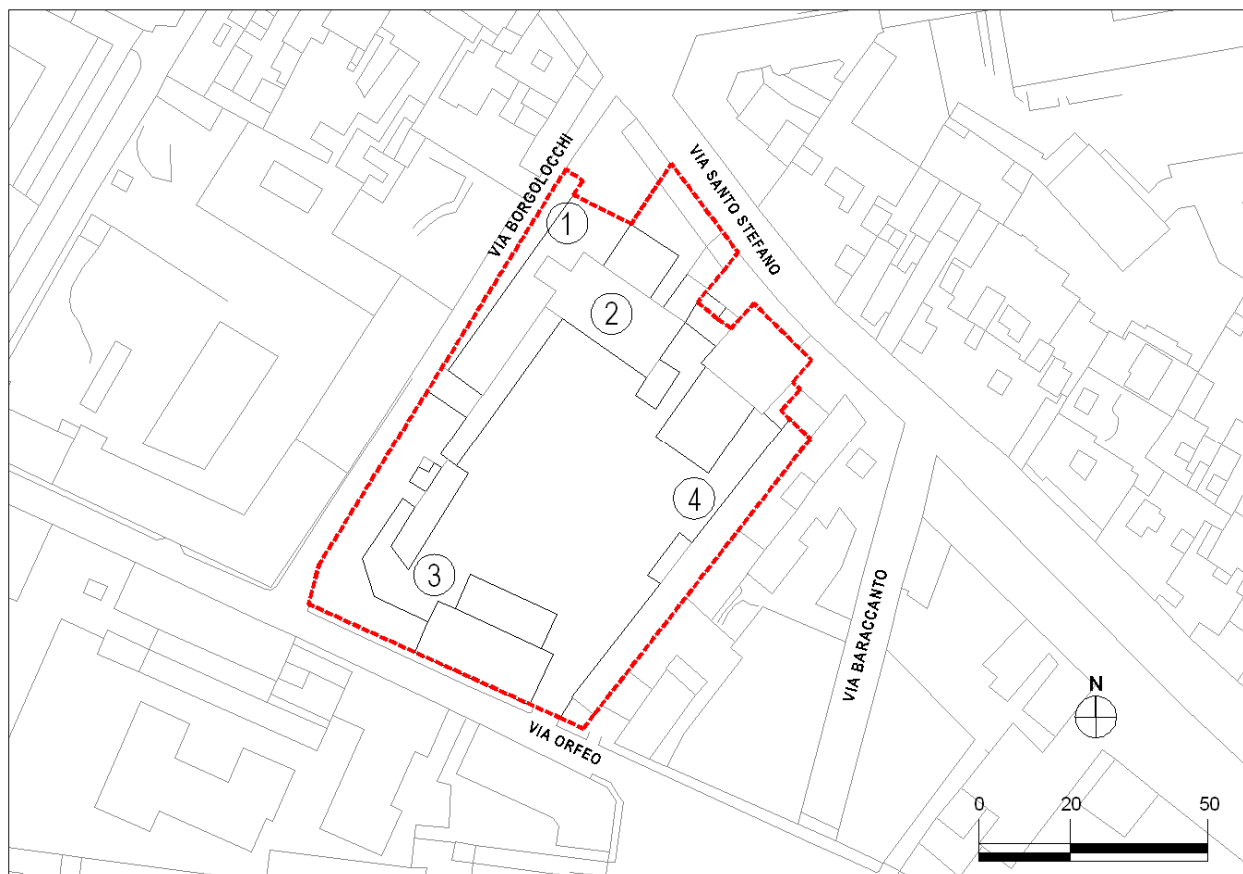 VIA BORGOLOCCHI
VIA SANTO STEFANO
1
2
4
3
VIA BARACCANTO
N
VIA ORFEO
0 20 50